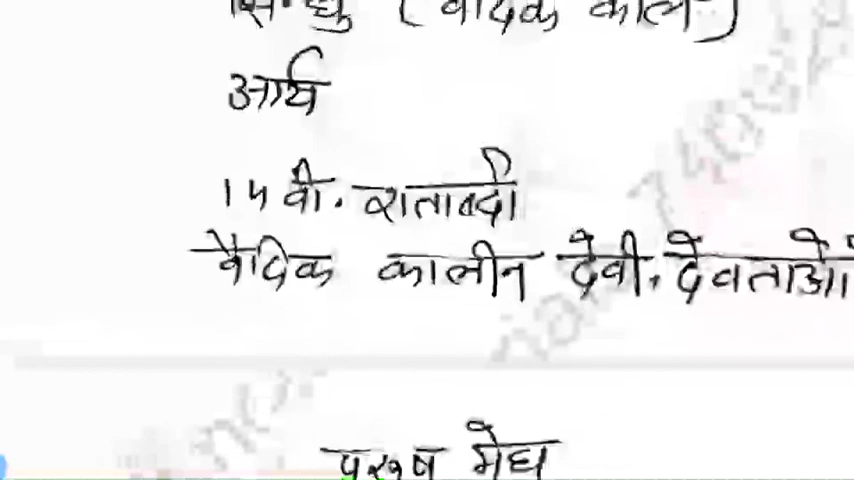 सिन्धु (वैदिक काल)
आर्य
14 वी. शताब्दी
वैदिक कालीन देवी, देवताओ
पुरुष मेध